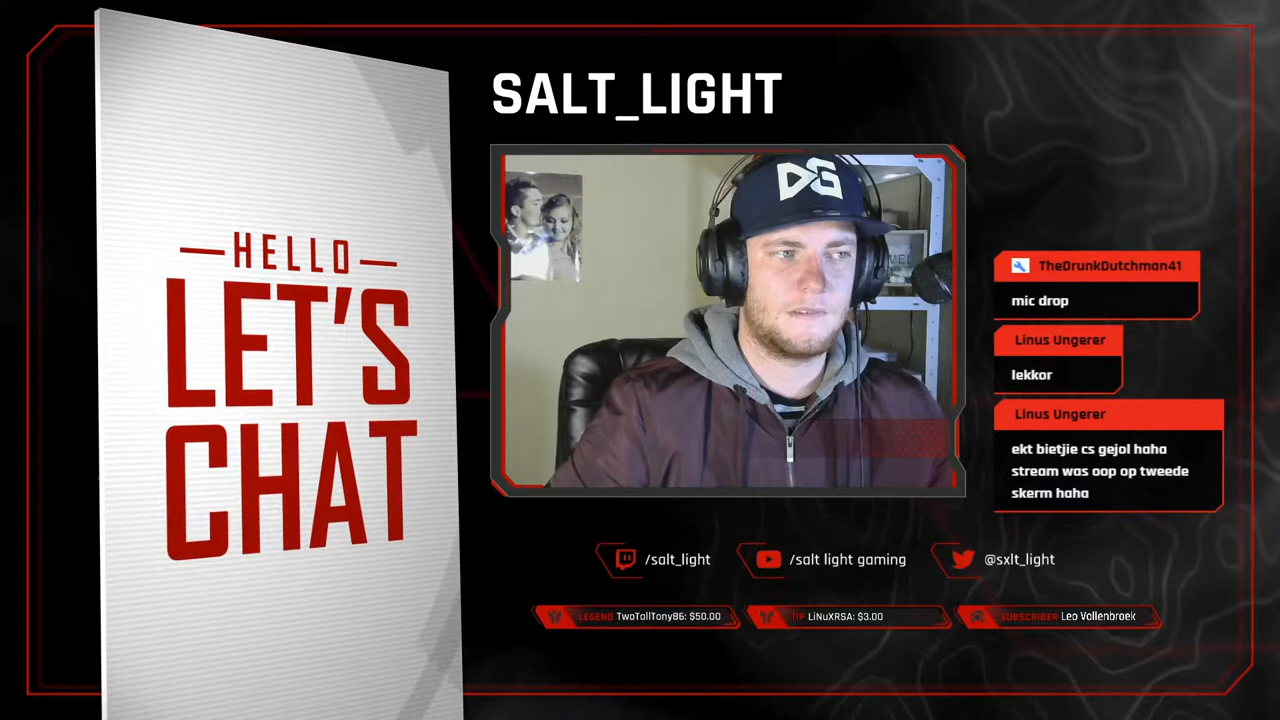 HELLO
LET'S
CHAT
SALT_LIGHT
DG
TheDrunkDutchman41
mic drop
Linus Ungerer
lekkor
Linus Ungerer
ekt bietjie cs gejol haha
stream was oop op tweede
skerm haha
/salt_light
/salt light gaming
@sxlt_light
LEGEND TwoTallTony86: $50.00
TIP LiNuXRSA: $3.00
SUBSCRIBER Leo Vollenbroek